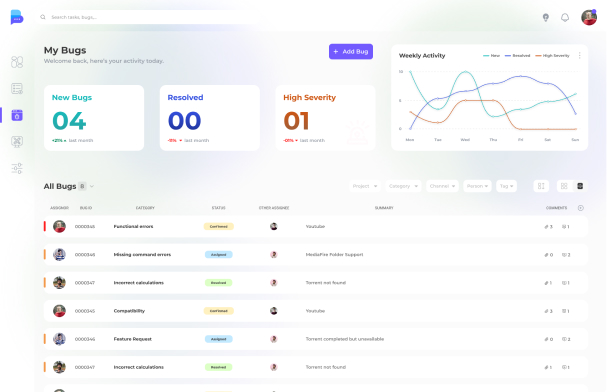 Search tasks, bugs...
My Bugs
Welcome back, here's your activity today.
+ Add Bug
New Bugs
04
+20% last month
Resolved
00
-11% last month
High Severity
01
last month
Weekly Activity
New Resolved High Severity
10
5
0
Mon Tue Wed Thu Fri Sat Sun
All Bugs 8
Project Category Channel Person Tag
ASSIGNEE BUG ID CATEGORY STATUS OTHER ASSIGNEE SUMMARY COMMENTS
0000345 Functional errors Confirmed Youtube 3 1
0000348 Missing command errors Assigned MediaFire Folder Support 0 2
0000347 Incorrect calculations Resolved Torrent not found 1 1
0000345 Compatibility Confirmed Youtube 3 1
0000346 Feature Request Assigned Torrent completed but unavailable 0 2
0000347 Incorrect calculations Resolved Torrent not found 1 1